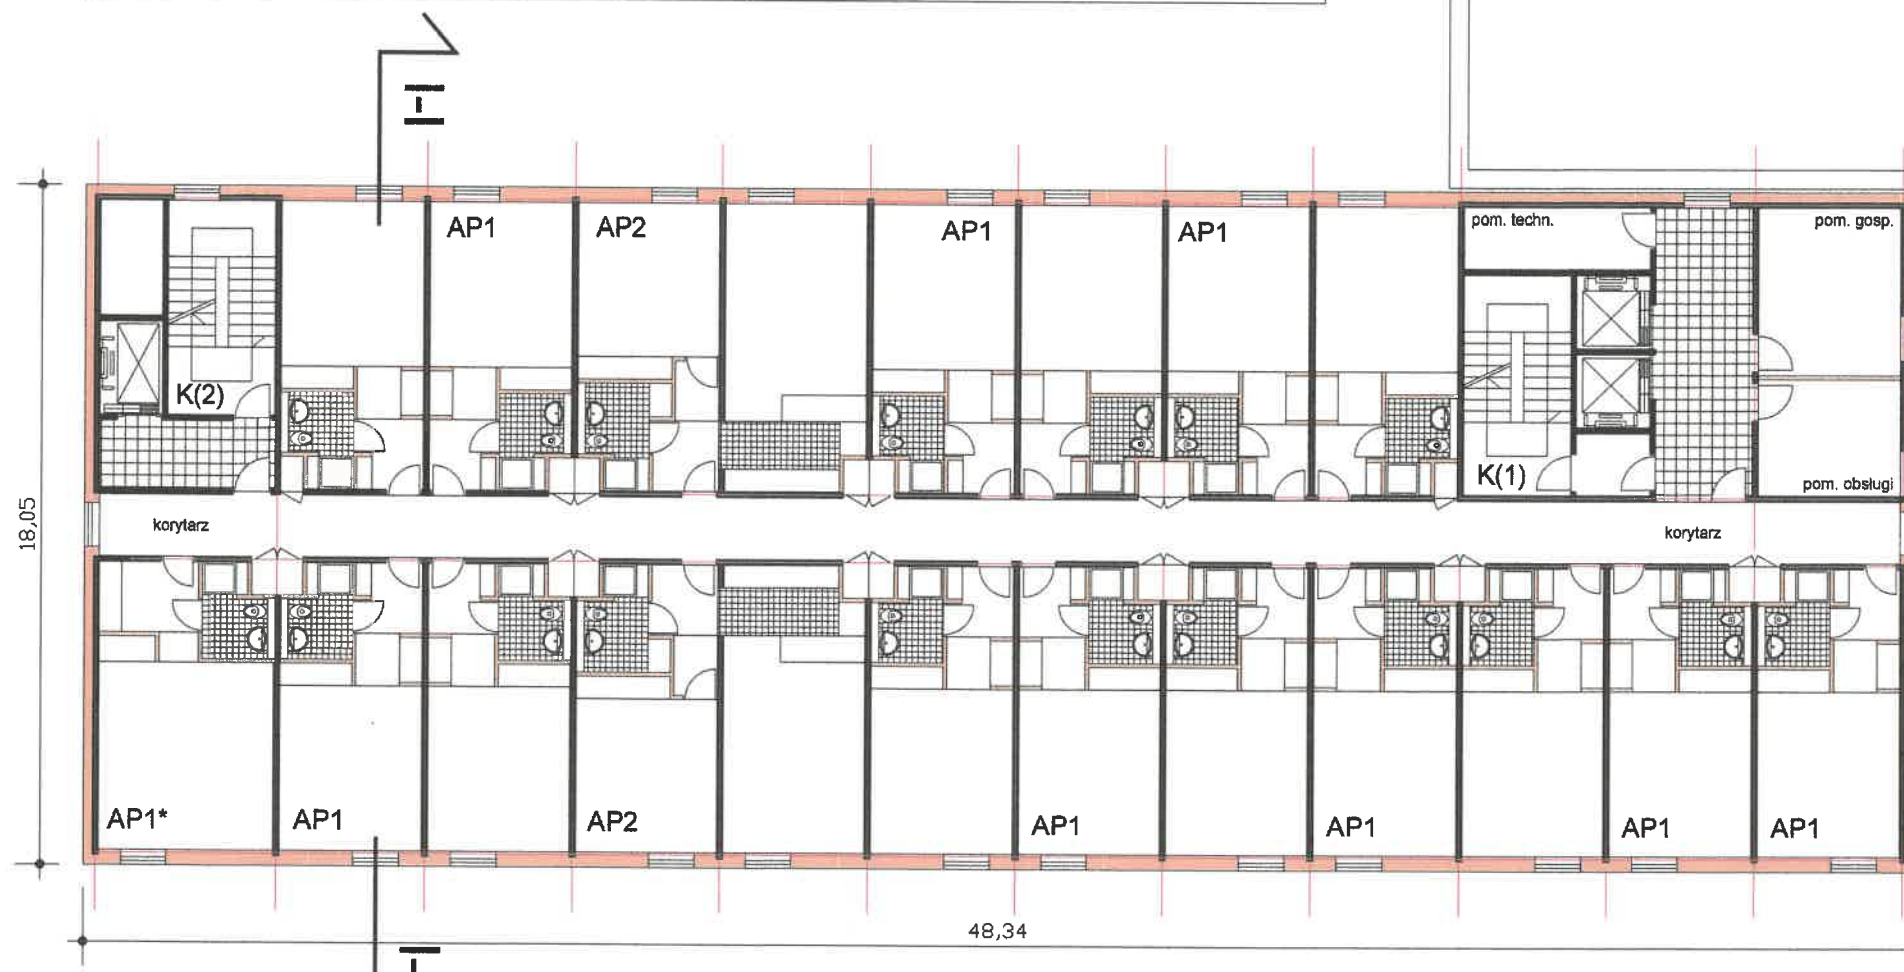 I-I
AP1
AP2
AP1
AP1
pom. techn.
pom. gosp.
K(2)
K(1)
pom. obsługi
korytarz
korytarz
18,05
AP1*
AP1
AP2
AP1
AP1
AP1
AP1
48,34